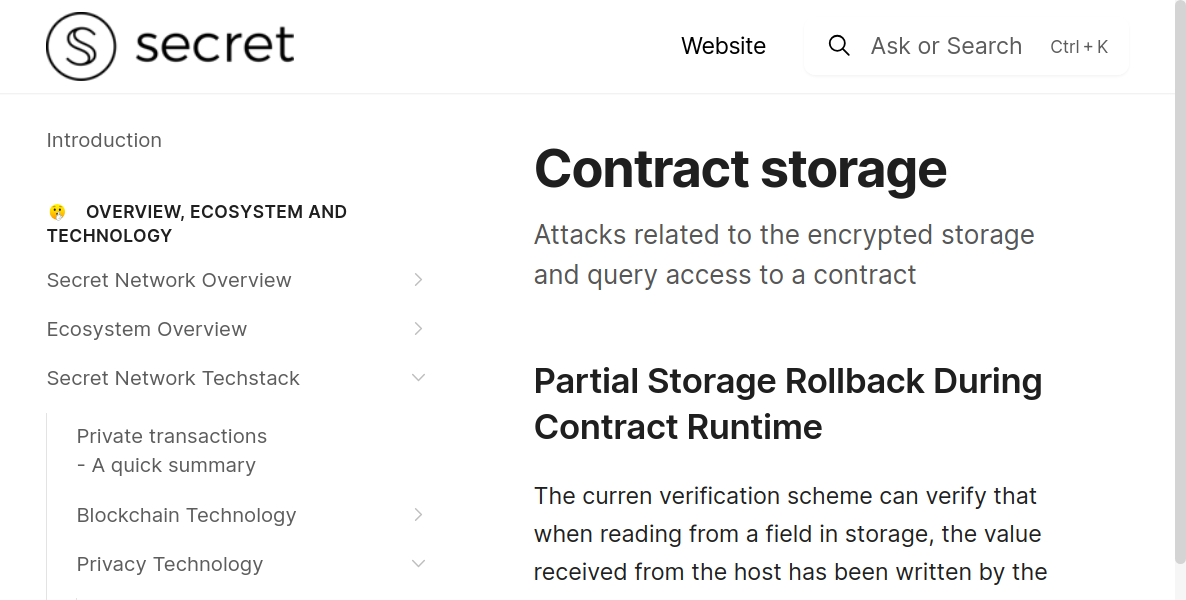 secret
Website
Ask or Search Ctrl + K
Introduction
OVERVIEW, ECOSYSTEM AND
TECHNOLOGY
Secret Network Overview
Ecosystem Overview
Secret Network Techstack
Private transactions
- A quick summary
Blockchain Technology
Privacy Technology
Contract storage
Attacks related to the encrypted storage
and query access to a contract
Partial Storage Rollback During
Contract Runtime
The curren verification scheme can verify that
when reading from a field in storage, the value
received from the host has been written by the